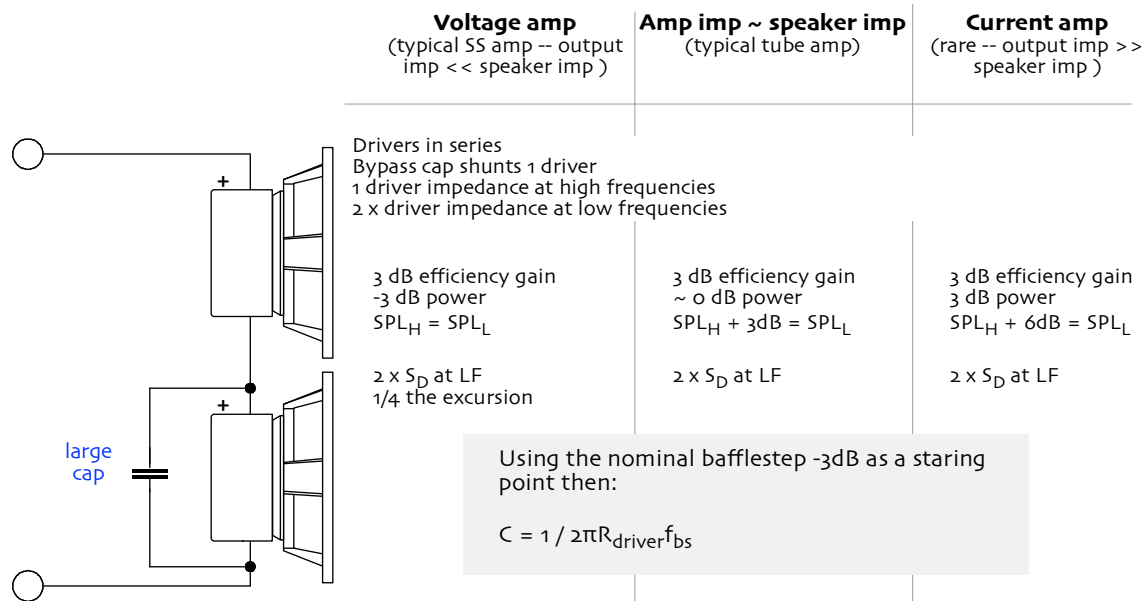 Voltage amp
(typical SS amp -- output
imp << speaker imp )
Amp imp ~ speaker imp
(typical tube amp)
Current amp
(rare -- output imp >>
speaker imp )
Drivers in series
Bypass cap shunts 1 driver
1 driver impedance at high frequencies
2 x driver impedance at low frequencies
+
3 dB efficiency gain
-3 dB power
SPLH = SPLL
3 dB efficiency gain
~ 0 dB power
SPLH + 3dB = SPLL
3 dB efficiency gain
3 dB power
SPLH + 6dB = SPLL
2 x SD at LF
1/4 the excursion
2 x SD at LF
2 x SD at LF
+
large
cap
Using the nominal bafflestep -3dB as a staring
point then:
C = 1 / 2πRdriverfbs